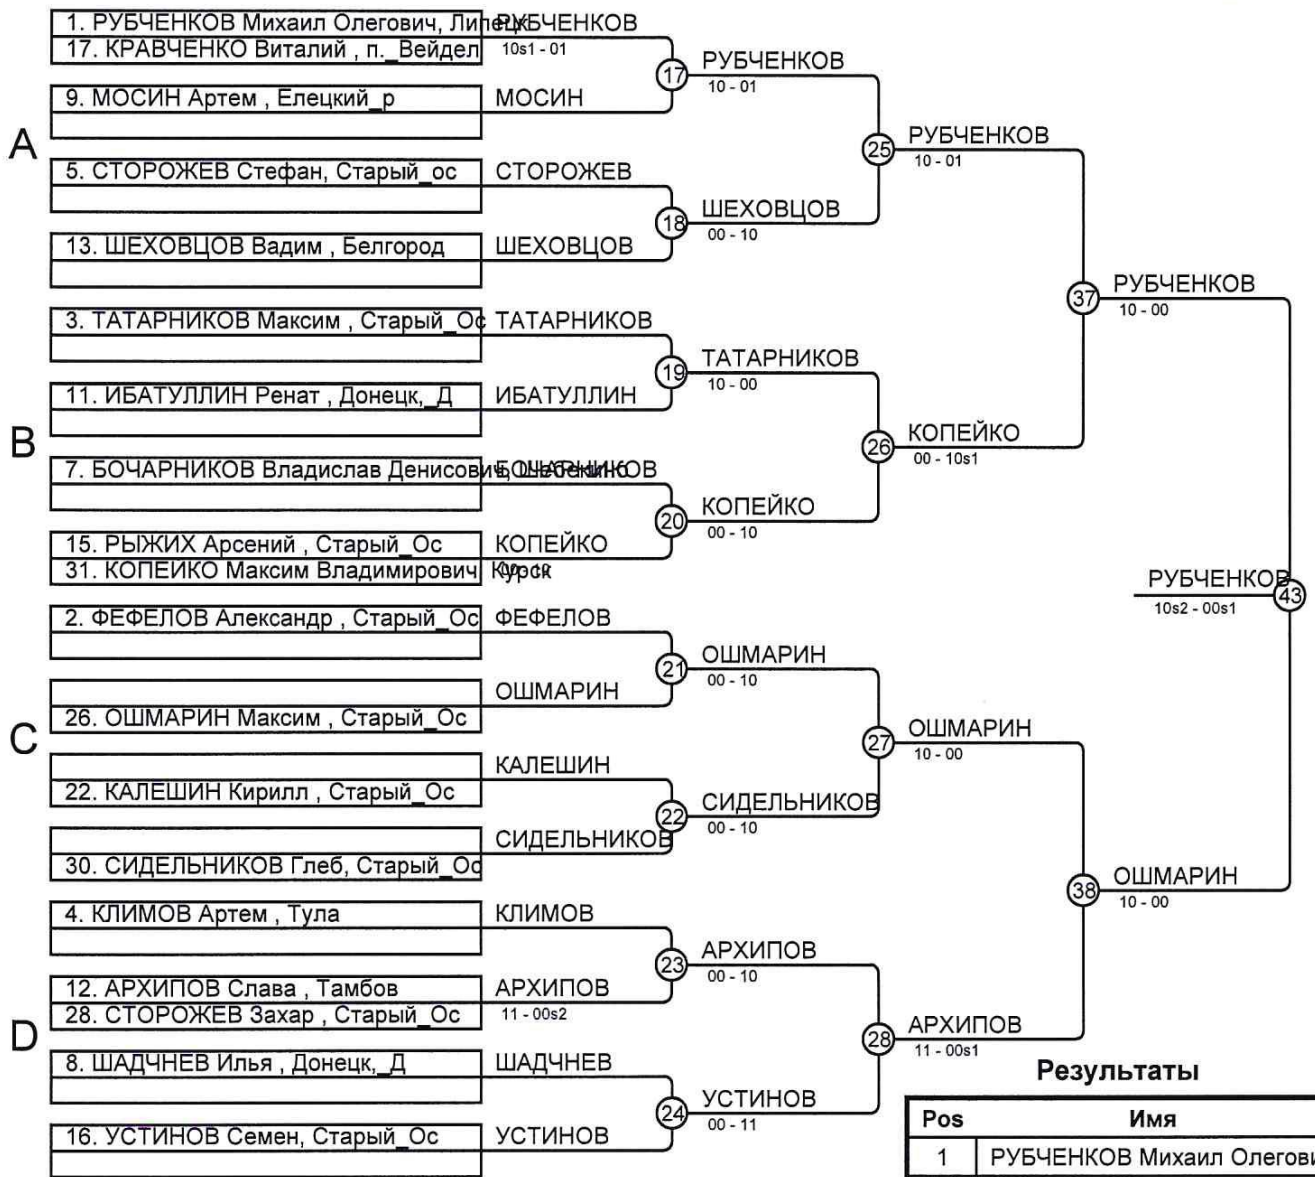 A
1. РУБЧЕНКОВ Михаил Олегович, Липецк
17. КРАВЧЕНКО Виталий , п._Вейдел
9. МОСИН Артем , Елецкий_р
5. СТОРОЖЕВ Стефан, Старый_ос
13. ШЕХОВЦОВ Вадим , Белгород
B
3. ТАТАРНИКОВ Максим , Старый_Ос
11. ИБАТУЛЛИН Ренат , Донецк,_Д
7. БОЧАРНИКОВ Владислав Денисович, Шебекино
15. РЫЖИХ Арсений , Старый_Ос
31. КОПЕЙКО Максим Владимирович, Курск
C
2. ФЕФЕЛОВ Александр , Старый_Ос
26. ОШМАРИН Максим , Старый_Ос
22. КАЛЕШИН Кирилл , Старый_Ос
30. СИДЕЛЬНИКОВ Глеб, Старый_Ос
D
4. КЛИМОВ Артем , Тула
12. АРХИПОВ Слава , Тамбов
28. СТОРОЖЕВ Захар , Старый_Ос
8. ШАДЧНЕВ Илья , Донецк,_Д
16. УСТИНОВ Семен, Старый_Ос
РУБЧЕНКОВ
10s1 - 01
МОСИН
СТОРОЖЕВ
ШЕХОВЦОВ
ТАТАРНИКОВ
ИБАТУЛЛИН
БОЧАРНИКОВ
КОПЕЙКО
00 - 10
ФЕФЕЛОВ
ОШМАРИН
КАЛЕШИН
СИДЕЛЬНИКОВ
КЛИМОВ
АРХИПОВ
11 - 00s2
ШАДЧНЕВ
УСТИНОВ
17 РУБЧЕНКОВ
10 - 01
18 ШЕХОВЦОВ
00 - 10
19 ТАТАРНИКОВ
10 - 00
20 КОПЕЙКО
00 - 10
21 ОШМАРИН
00 - 10
22 СИДЕЛЬНИКОВ
00 - 10
23 АРХИПОВ
00 - 10
24 УСТИНОВ
00 - 11
25 РУБЧЕНКОВ
10 - 01
26 КОПЕЙКО
00 - 10s1
27 ОШМАРИН
10 - 00
28 АРХИПОВ
11 - 00s1
37 РУБЧЕНКОВ
10 - 00
38 ОШМАРИН
10 - 00
РУБЧЕНКОВ 43
10s2 - 00s1
Результаты
Pos Имя
1 РУБЧЕНКОВ Михаил Олегови